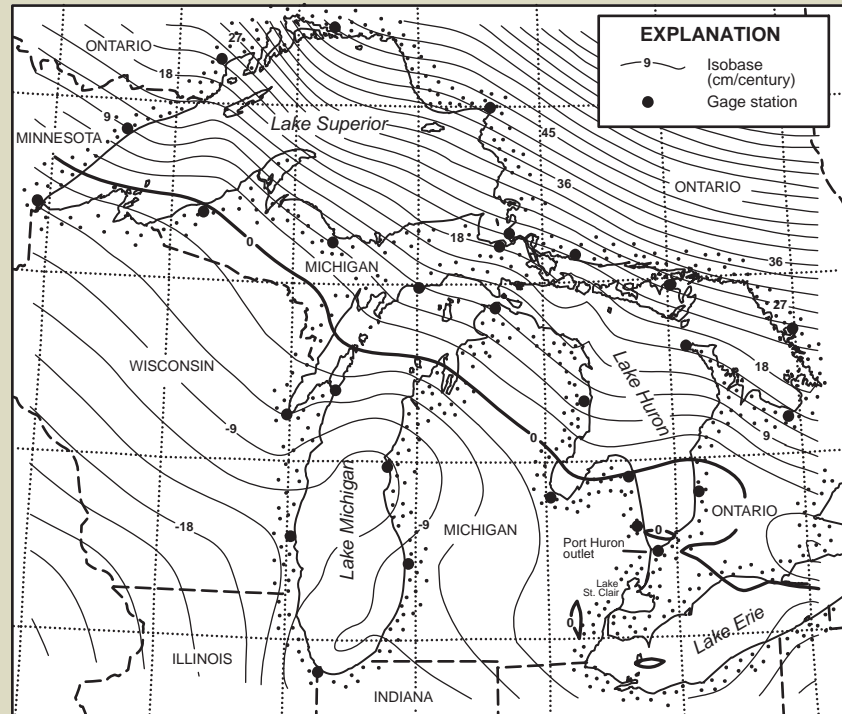 EXPLANATION
9
Isobase
(cm/century)
Gage station
ONTARIO
27
18
9
MINNESOTA
Lake Superior
45
36
ONTARIO
0
18
MICHIGAN
36
27
WISCONSIN
Lake Huron
18
-9
9
0
Lake Michigan
-18
-9
MICHIGAN
0
ONTARIO
Port Huron
outlet
Lake
St. Clair
0
Lake Erie
ILLINOIS
INDIANA